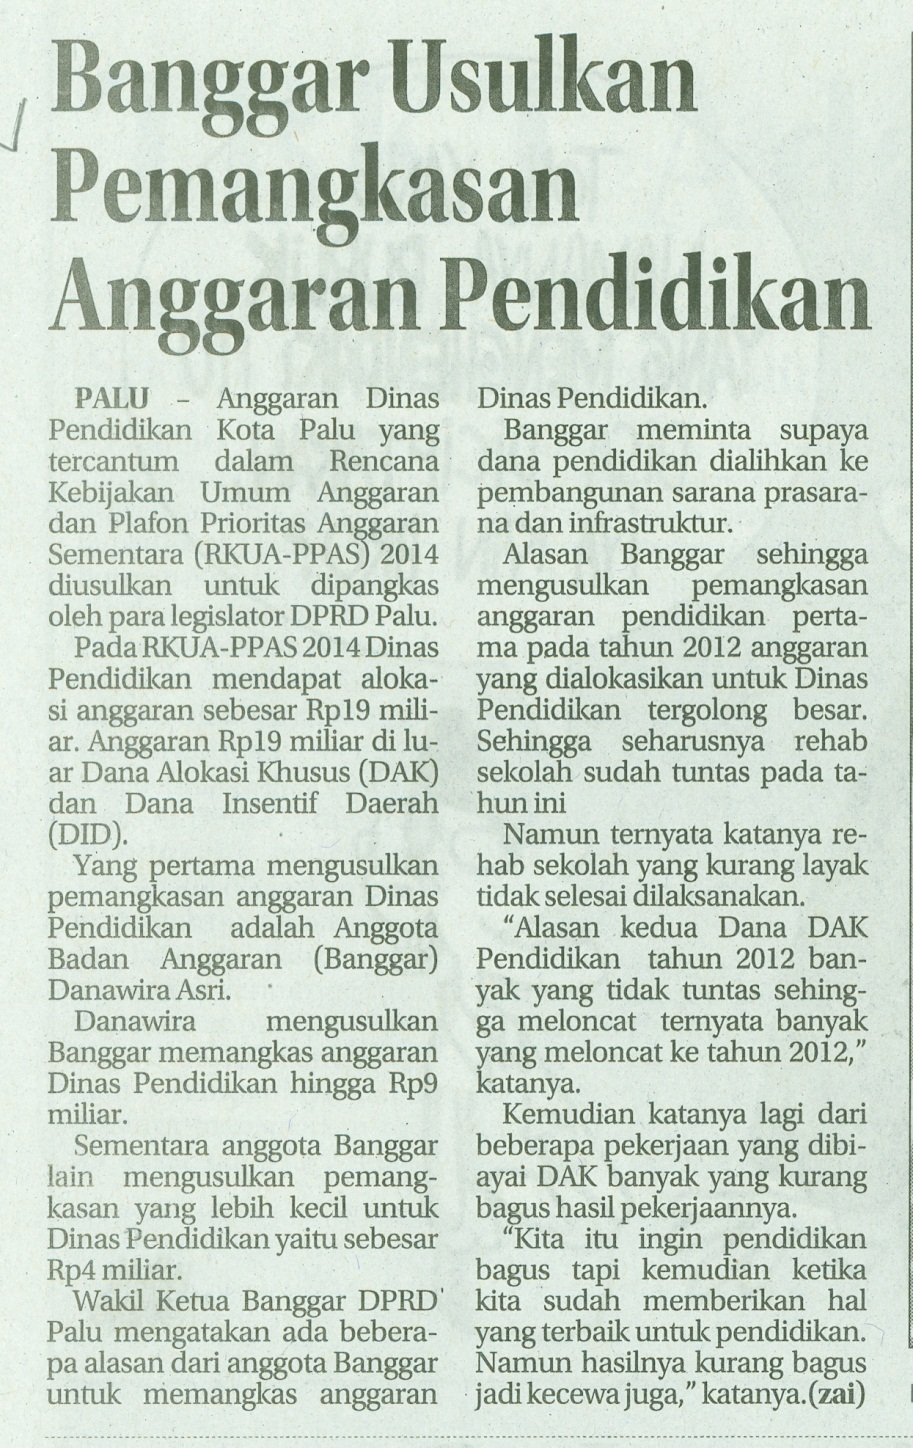 Banggar Usulkan
Pemangkasan
Anggaran Pendidikan
PALU – Anggaran Dinas
Pendidikan Kota Palu yang
tercantum dalam Rencana
Kebijakan Umum Anggaran
dan Plafon Prioritas Anggaran
Sementara (RKUA-PPAS) 2014
diusulkan untuk dipangkas
oleh para legislator DPRD Palu.
Pada RKUA-PPAS 2014 Dinas
Pendidikan mendapat aloka-
si anggaran sebesar Rp19 mili-
ar. Anggaran Rp19 miliar di lu-
ar Dana Alokasi Khusus (DAK)
dan Dana Insentif Daerah
(DID).
Yang pertama mengusulkan
pemangkasan anggaran Dinas
Pendidikan adalah Anggota
Badan Anggaran (Banggar)
Danawira Asri.
Danawira mengusulkan
Banggar memangkas anggaran
Dinas Pendidikan hingga Rp9
miliar.
Sementara anggota Banggar
lain mengusulkan pemang-
kasan yang lebih kecil untuk
Dinas Pendidikan yaitu sebesar
Rp4 miliar.
Wakil Ketua Banggar DPRD
Palu mengatakan ada bebera-
pa alasan dari anggota Banggar
untuk memangkas anggaran
Dinas Pendidikan.
Banggar meminta supaya
dana pendidikan dialihkan ke
pembangunan sarana prasara-
na dan infrastruktur.
Alasan Banggar sehingga
mengusulkan pemangkasan
anggaran pendidikan perta-
ma pada tahun 2012 anggaran
yang dialokasikan untuk Dinas
Pendidikan tergolong besar.
Sehingga seharusnya rehab
sekolah sudah tuntas pada ta-
hun ini
Namun ternyata katanya re-
hab sekolah yang kurang layak
tidak selesai dilaksanakan.
“Alasan kedua Dana DAK
Pendidikan tahun 2012 ban-
yak yang tidak tuntas sehing-
ga meloncat ternyata banyak
yang meloncat ke tahun 2012,”
katanya.
Kemudian katanya lagi dari
beberapa pekerjaan yang dibi-
ayai DAK banyak yang kurang
bagus hasil pekerjaannya.
“Kita itu ingin pendidikan
bagus tapi kemudian ketika
kita sudah memberikan hal
yang terbaik untuk pendidikan.
Namun hasilnya kurang bagus
jadi kecewa juga,” katanya.(zai)